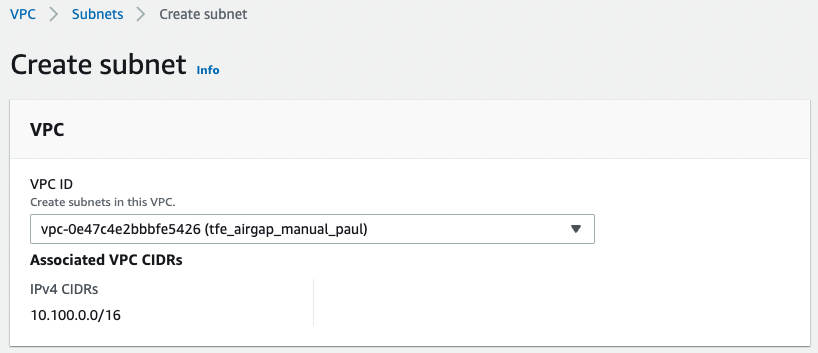 VPC > Subnets > Create subnet
Create subnet Info
VPC
VPC ID
Create subnets in this VPC.
vpc-0e47c4e2bbbfe5426 (tfe_airgap_manual_paul)
Associated VPC CIDRs
IPv4 CIDRs
10.100.0.0/16